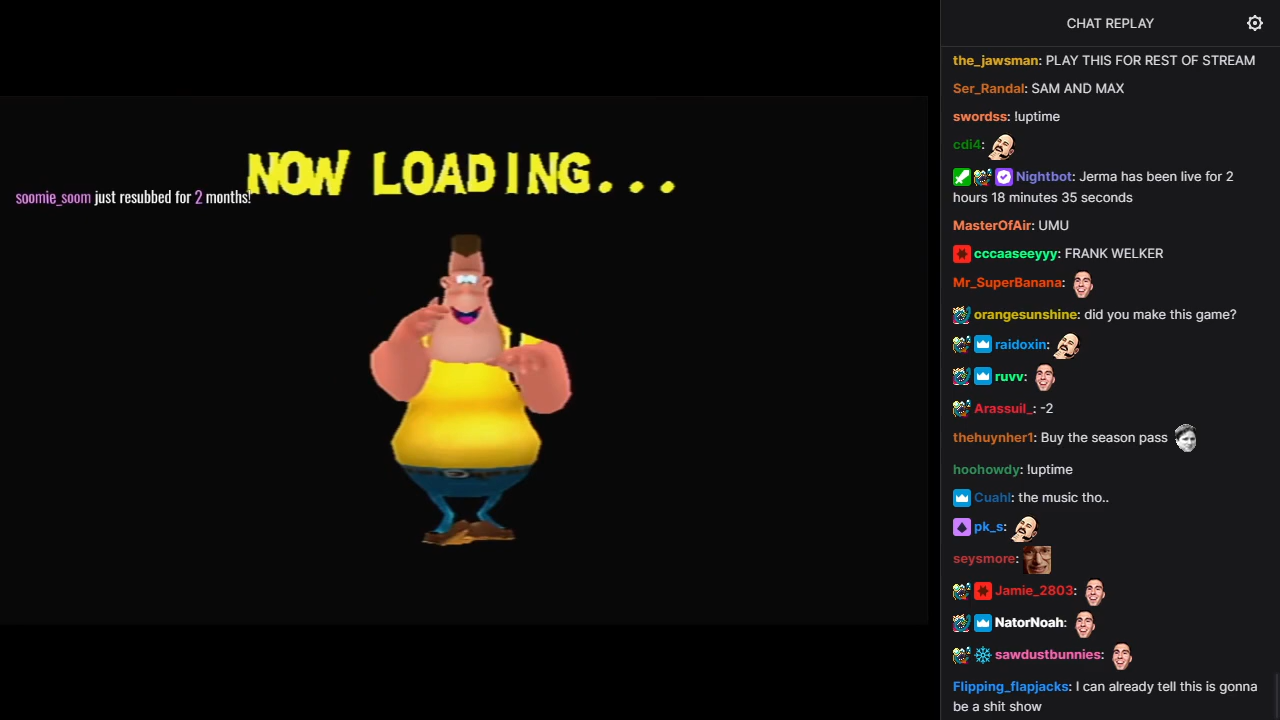 NOW LOADING...
soomie_soom just resubbed for 2 months!
CHAT REPLAY
the_jawsman: PLAY THIS FOR REST OF STREAM
Ser_Randal: SAM AND MAX
swordss: !uptime
cdi4:
Nightbot: Jerma has been live for 2
hours 18 minutes 35 seconds
MasterOfAir: UMU
cccaaseeyyy: FRANK WELKER
Mr_SuperBanana:
orangesunshine: did you make this game?
raidoxin:
ruvv:
Arassuil_: -2
thehuynher1: Buy the season pass
hoohowdy: !uptime
Cuahl: the music tho..
pk_s:
seysmore:
Jamie_2803:
NatorNoah:
sawdustbunnies:
Flipping_flapjacks: I can already tell this is gonna
be a shit show